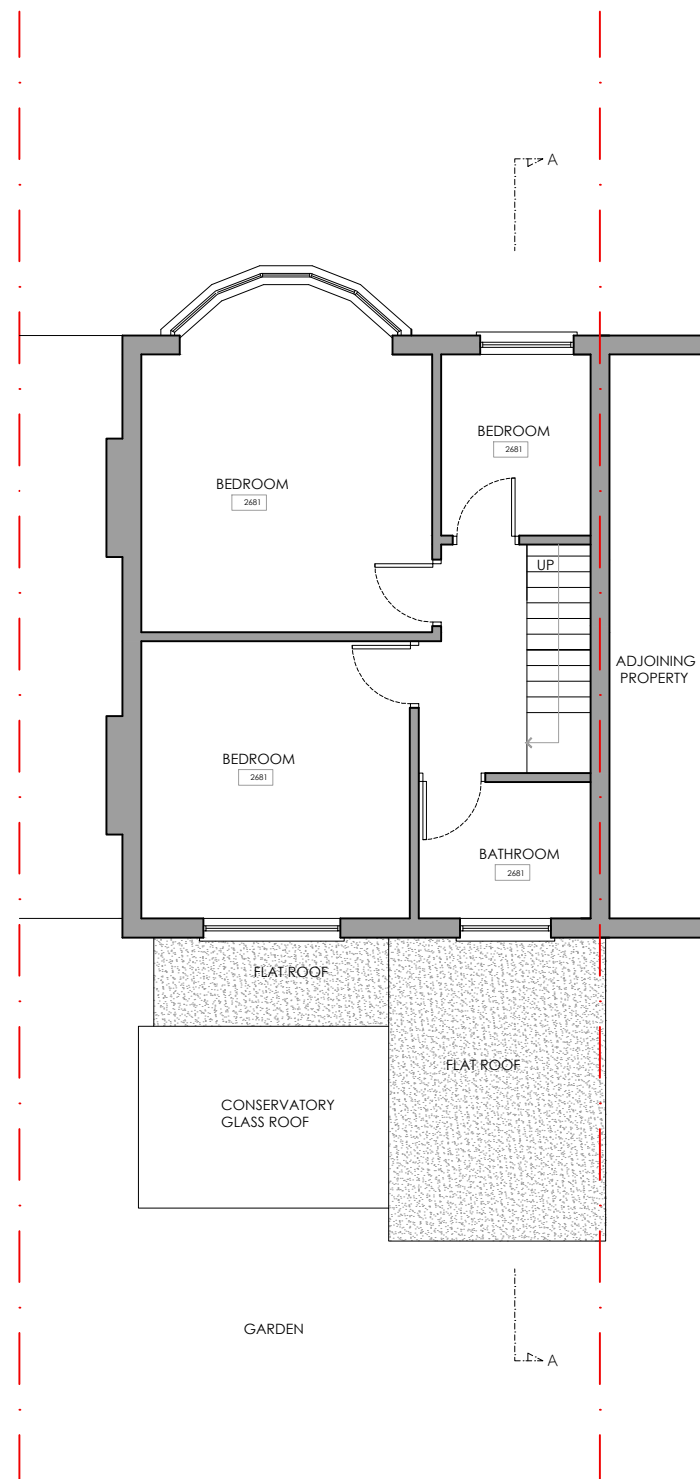 A
BEDROOM
2681
BEDROOM
2681
UP
ADJOINING
PROPERTY
BEDROOM
2681
BATHROOM
2681
FLAT ROOF
FLAT ROOF
CONSERVATORY
GLASS ROOF
GARDEN
A